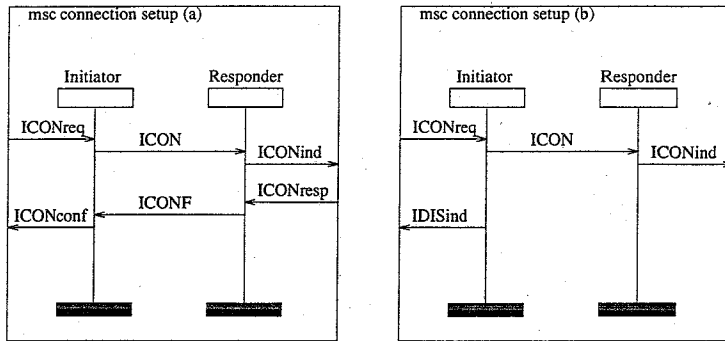 msc connection setup (a)
Initiator
Responder
ICONreq
ICON
ICONind
ICONresp
ICONF
ICONconf
msc connection setup (b)
Initiator
Responder
ICONreq
ICON
ICONind
IDISind